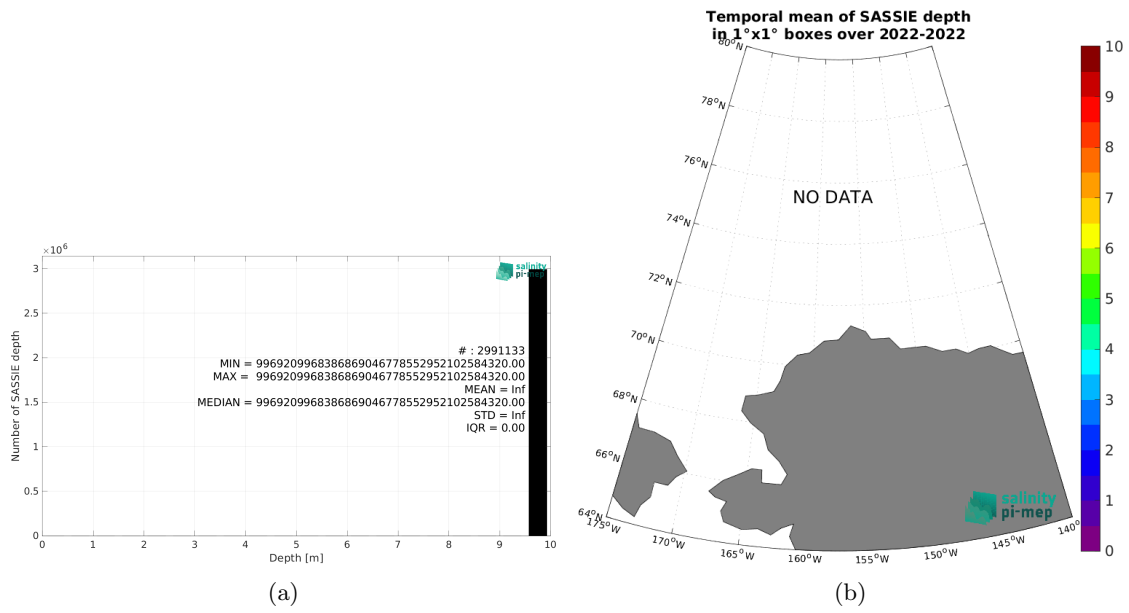 ×10⁶
3
2.5
2
1.5
1
0.5
0
Number of SASSIE depth
salinity
pi-mep
# : 2991133
MIN = 9969209968386869046778552952102584320.00
MAX = 9969209968386869046778552952102584320.00
MEAN = Inf
MEDIAN = 9969209968386869046778552952102584320.00
STD = Inf
IQR = 0.00
0 1 2 3 4 5 6 7 8 9 10
Depth [m]
(a)
Temporal mean of SASSIE depth
in 1°x1° boxes over 2022-2022
80°N
78°N
76°N
74°N
72°N
70°N
68°N
66°N
64°N
NO DATA
175°W
170°W
165°W
160°W
155°W
150°W
145°W
140°
salinity
pi-mep
10
9
8
7
6
5
4
3
2
1
0
(b)